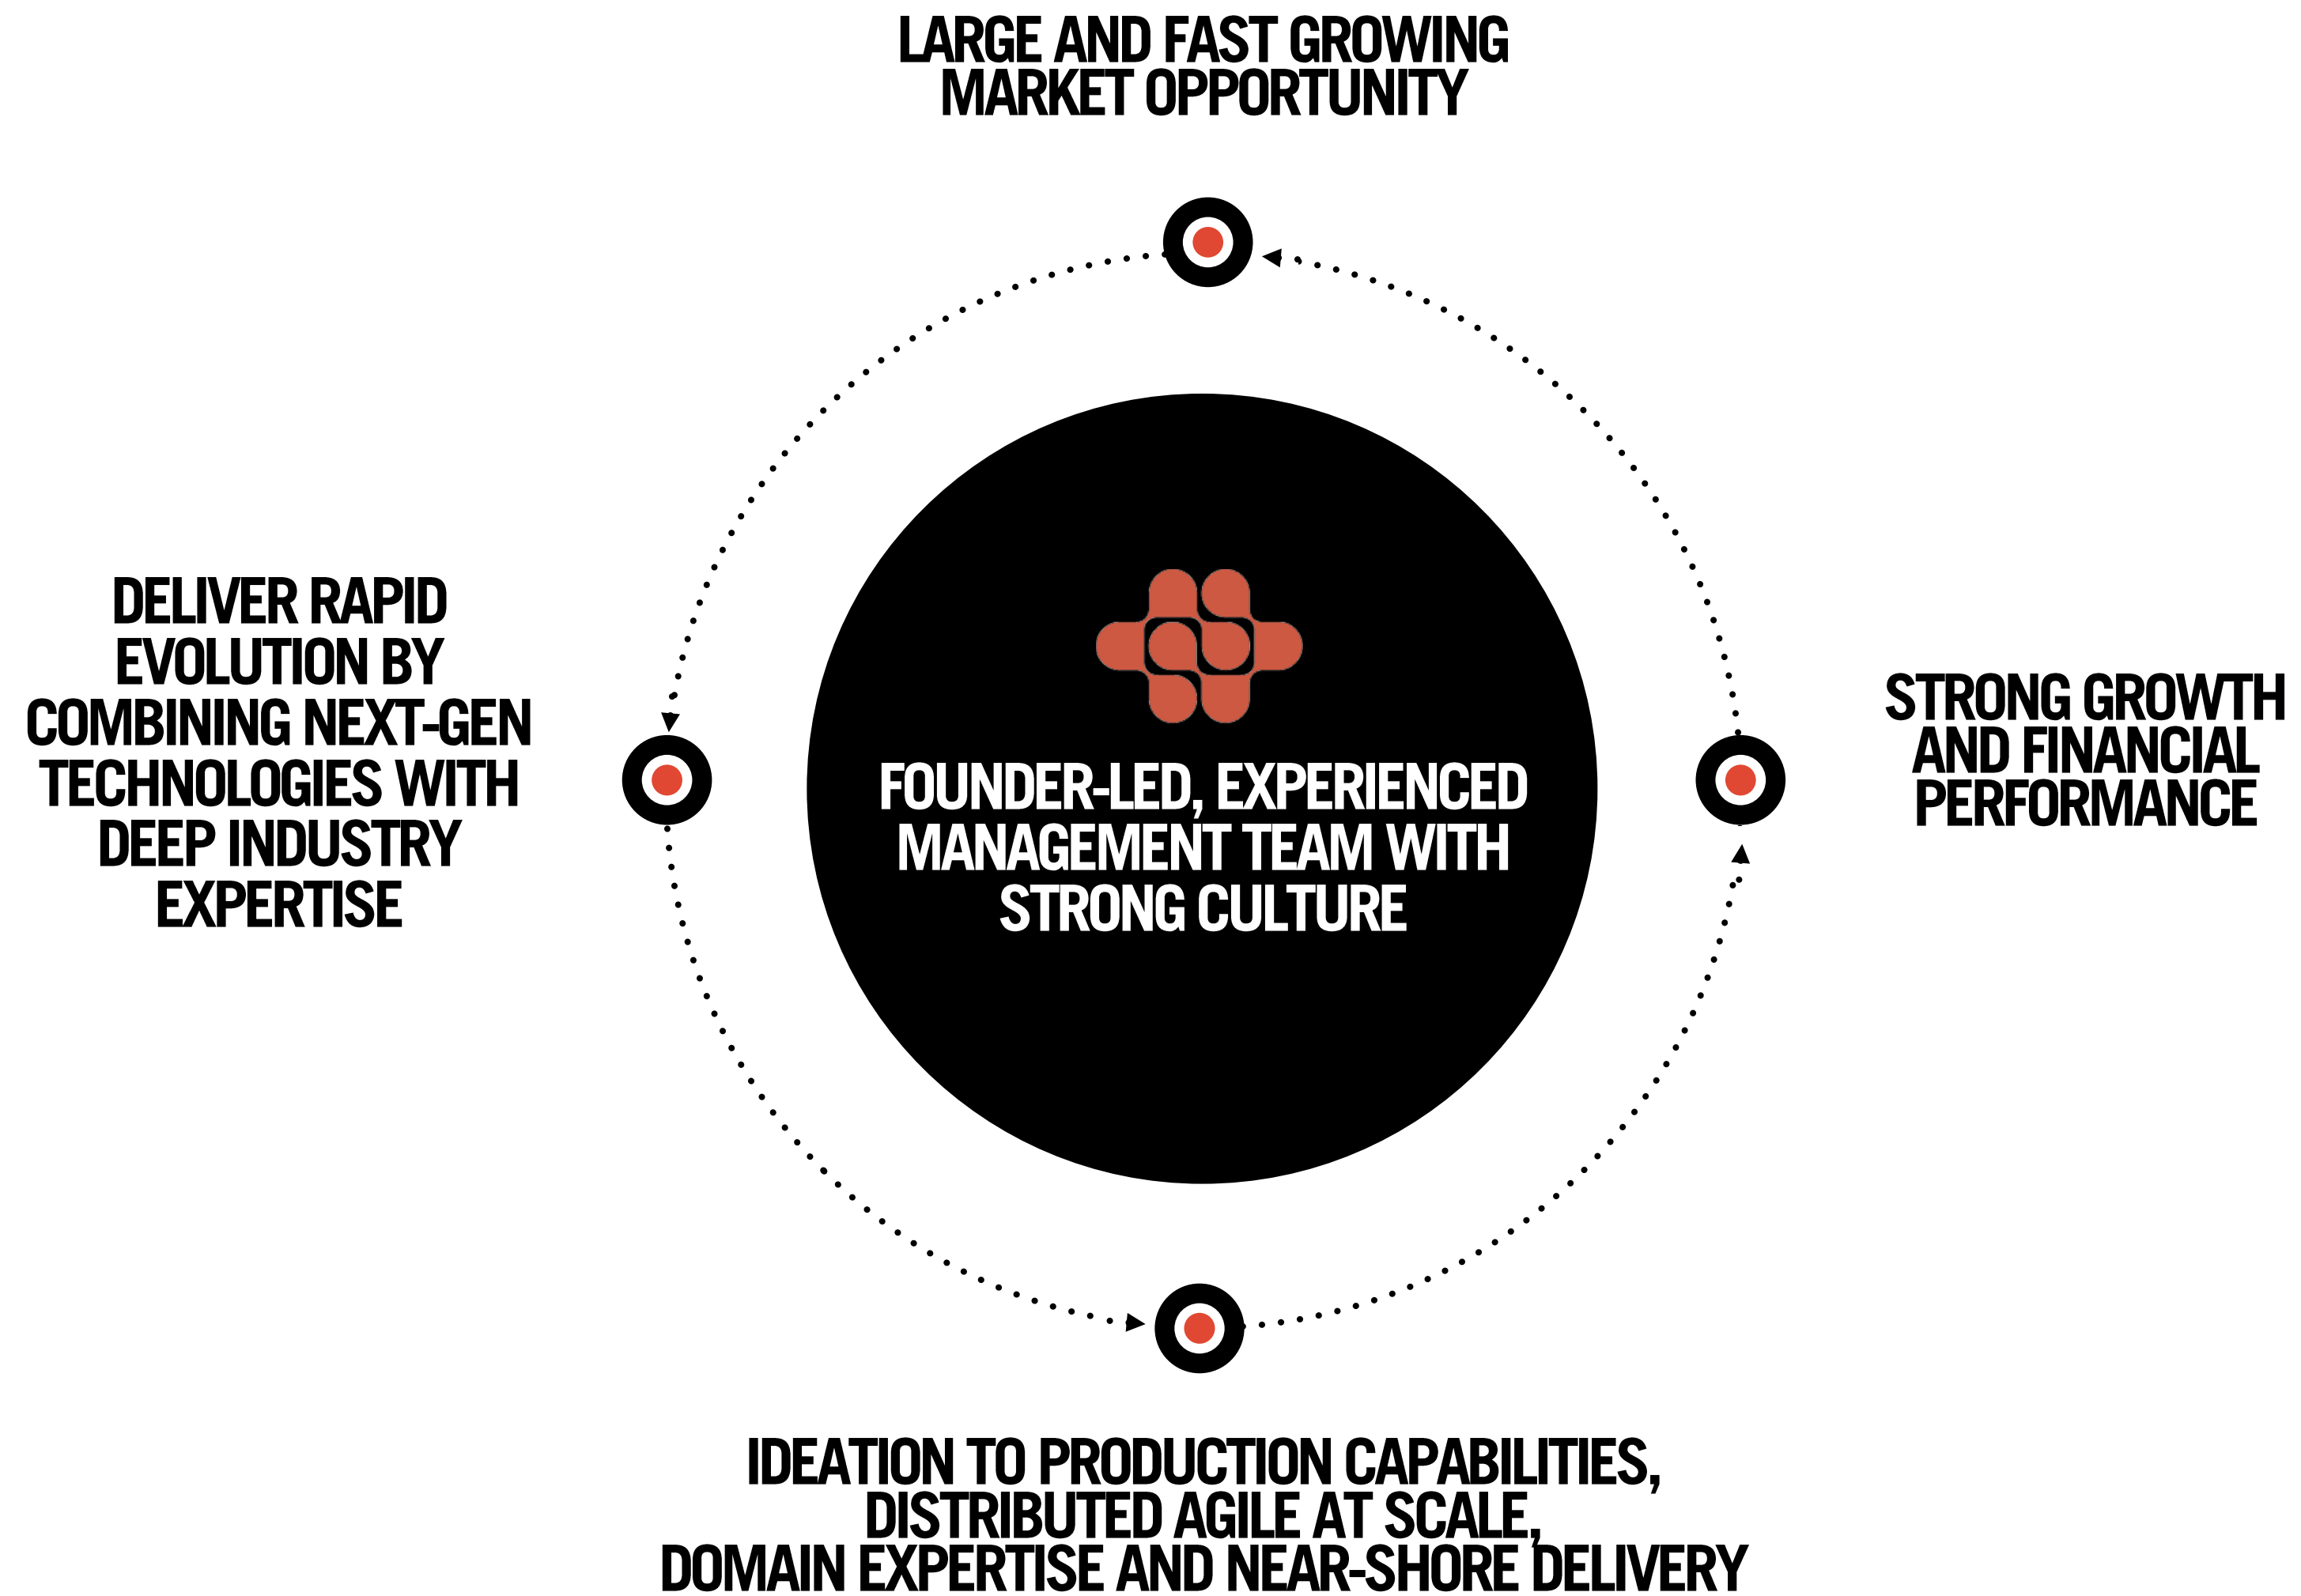 LARGE AND FAST GROWING
MARKET OPPORTUNITY
DELIVER RAPID
EVOLUTION BY
COMBINING NEXT-GEN
TECHNOLOGIES WITH
DEEP INDUSTRY
EXPERTISE
FOUNDER-LED, EXPERIENCED
MANAGEMENT TEAM WITH
STRONG CULTURE
STRONG GROWTH
AND FINANCIAL
PERFORMANCE
IDEATION TO PRODUCTION CAPABILITIES,
DISTRIBUTED AGILE AT SCALE,
DOMAIN EXPERTISE AND NEAR-SHORE DELIVERY